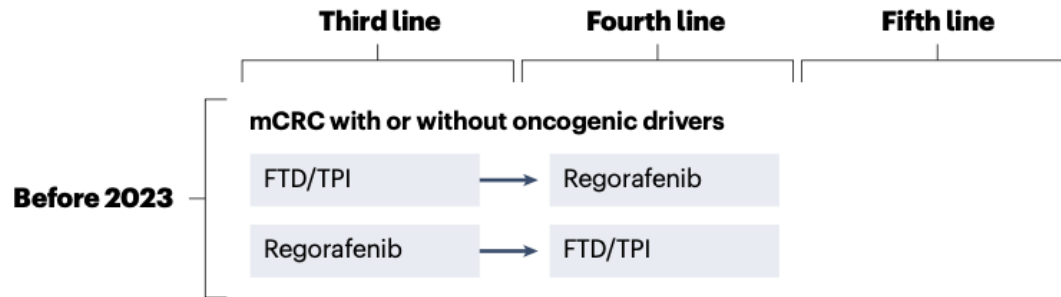 Third line
Fourth line
Fifth line
mCRC with or without oncogenic drivers
Before 2023
FTD/TPI
Regorafenib
Regorafenib
FTD/TPI